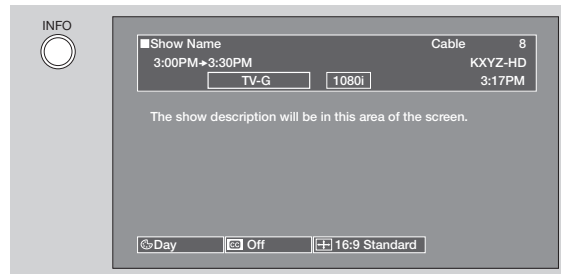 INFO
■Show Name Cable 8
3:00PM➔3:30PM KXYZ-HD
TV-G 1080i 3:17PM
The show description will be in this area of the screen.
Day CC Off 16:9 Standard